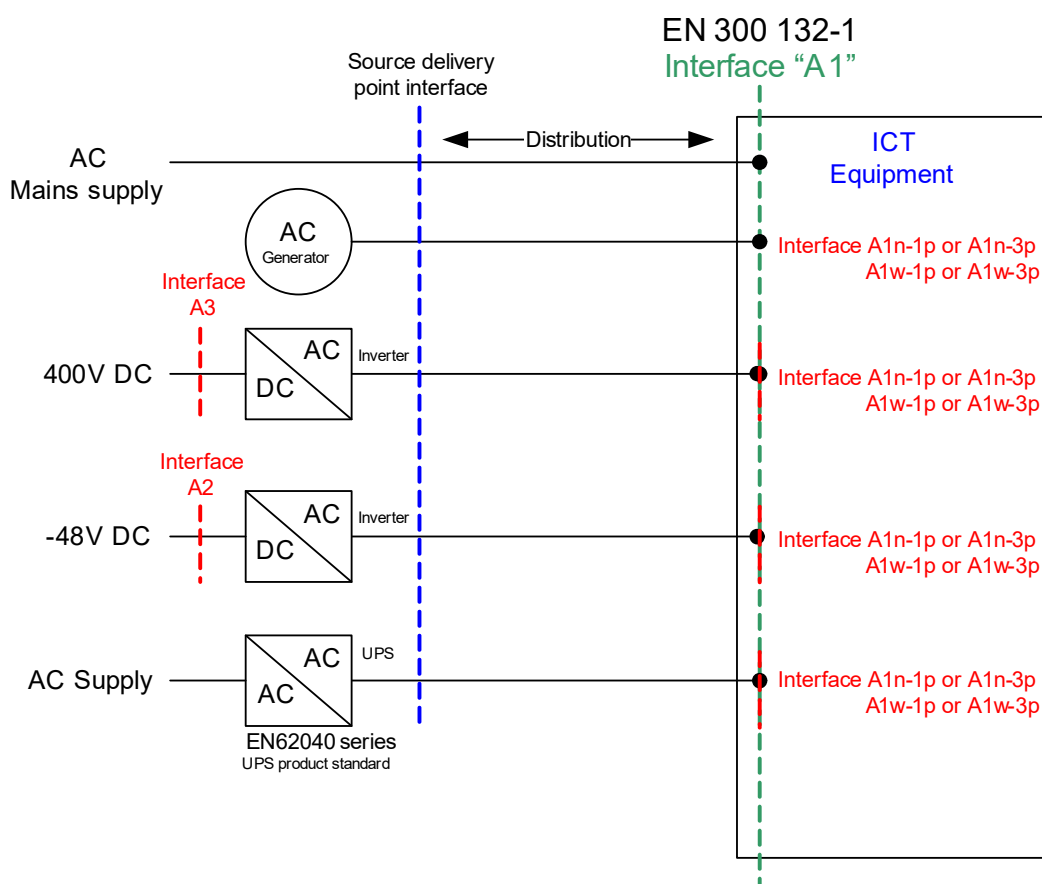 EN 300 132-1
Interface “A1”
Source delivery
point interface
Distribution
ICT
Equipment
AC
Mains supply
AC
Generator
Interface A1n-1p or A1n-3p
A1w-1p or A1w-3p
Interface
A3
400V DC
AC
DC
Inverter
Interface A1n-1p or A1n-3p
A1w-1p or A1w-3p
Interface
A2
-48V DC
AC
DC
Inverter
Interface A1n-1p or A1n-3p
A1w-1p or A1w-3p
AC Supply
AC
AC
UPS
Interface A1n-1p or A1n-3p
A1w-1p or A1w-3p
EN62040 series
UPS product standard